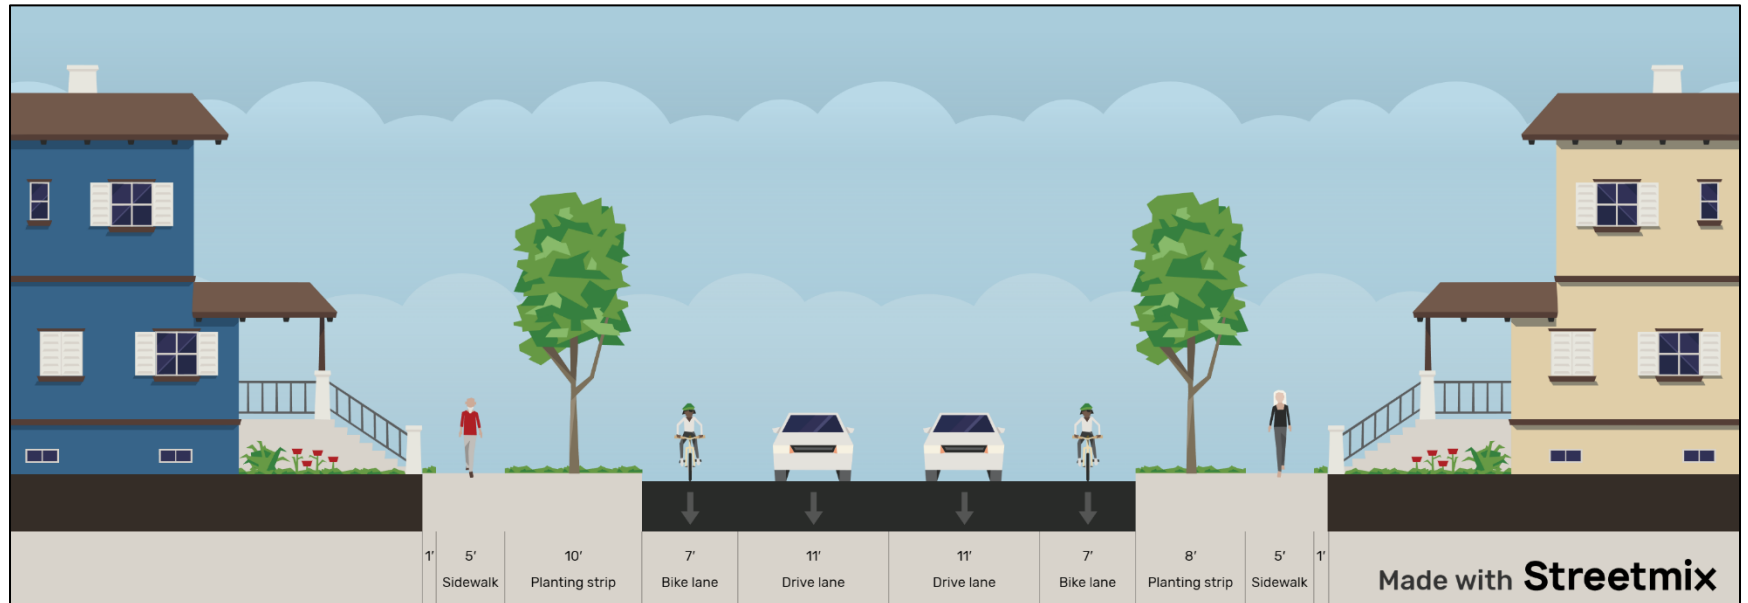 1' 5' 10' 7' 11' 11' 7' 8' 5' 1'
Sidewalk Planting strip Bike lane Drive lane Drive lane Bike lane Planting strip Sidewalk
Made with Streetmix